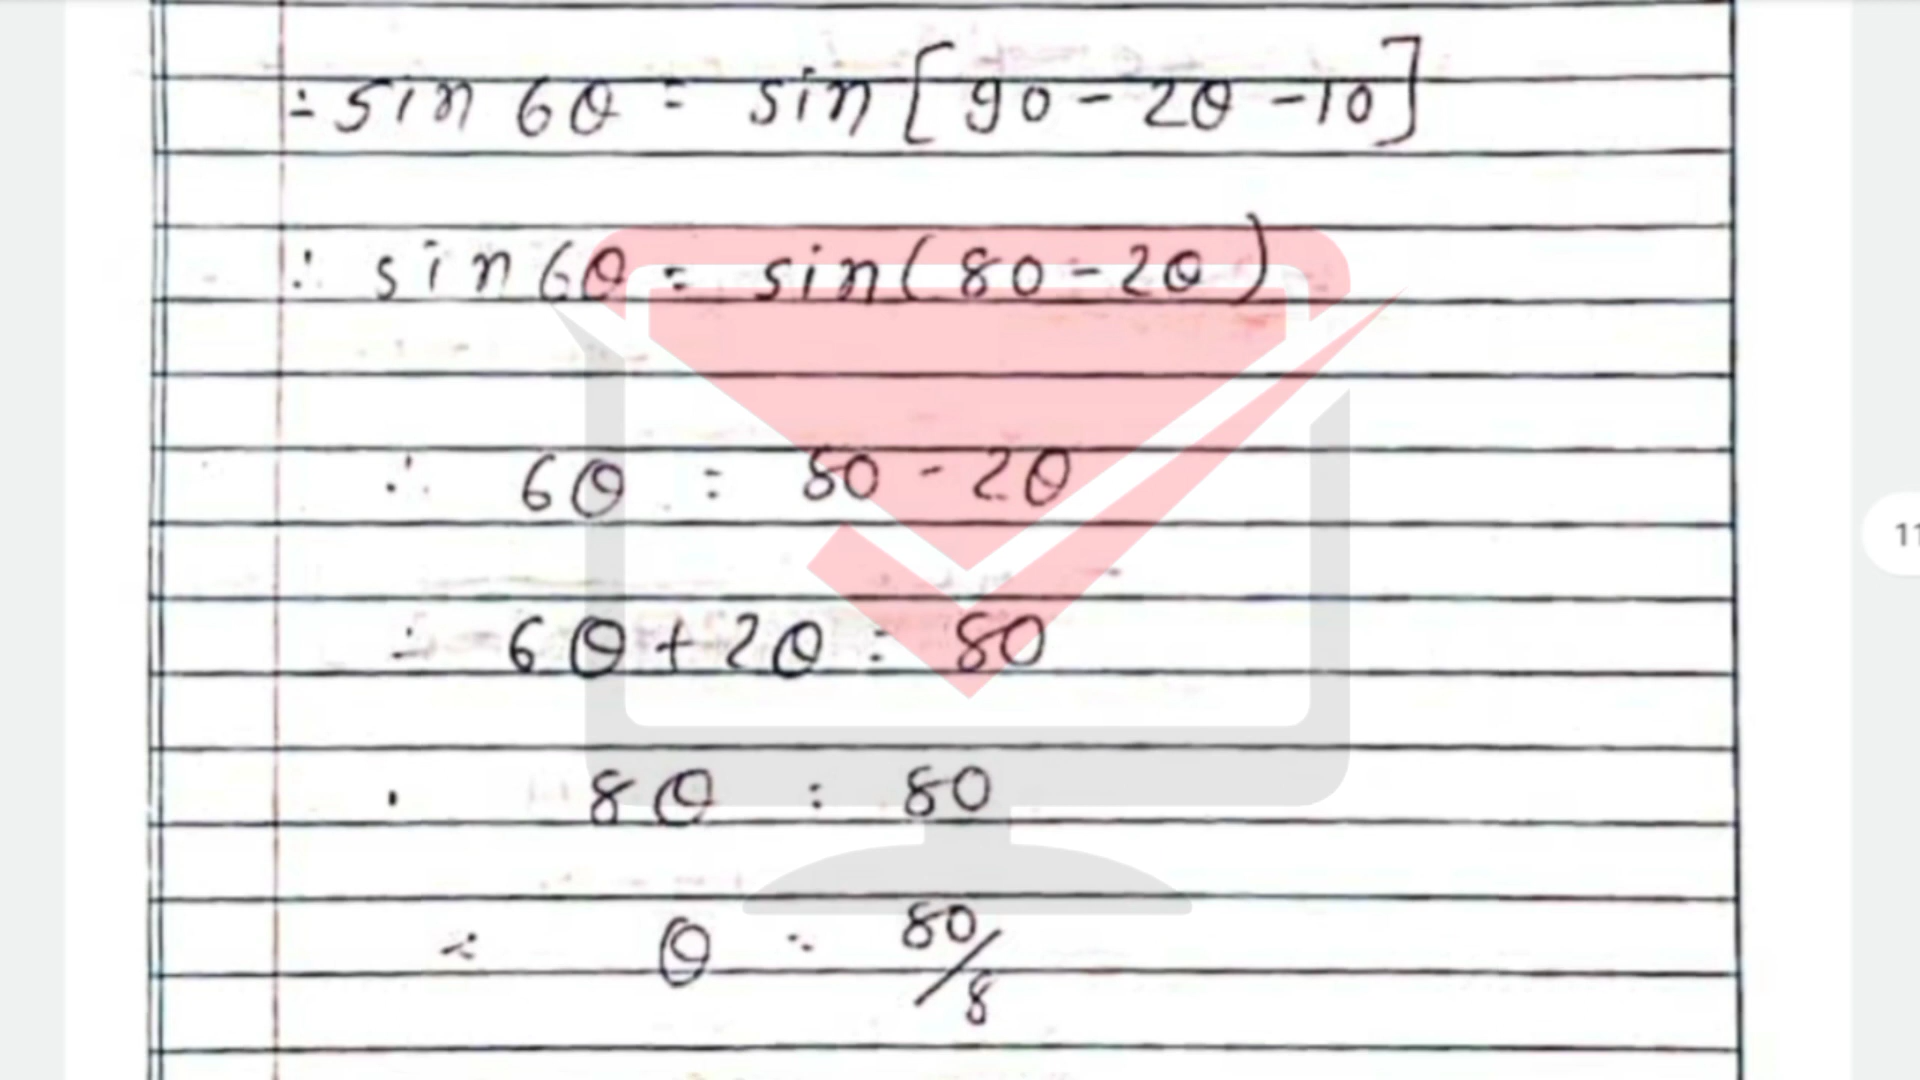 ∴ sin 6θ = sin [90 - 2θ - 10]
∴ sin 6θ = sin(80 - 2θ)
∴ 6θ = 80 - 2θ
∴ 6θ + 2θ = 80
∴ 8θ = 80
∴ θ = 80/8
11